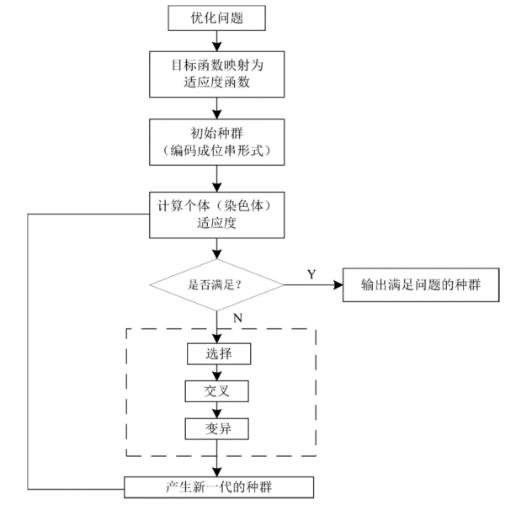 优化问题
目标函数映射为
适应度函数
初始种群
（编码成位串形式）
计算个体（染色体）
适应度
是否满足？
Y
输出满足问题的种群
N
选择
交叉
变异
产生新一代的种群